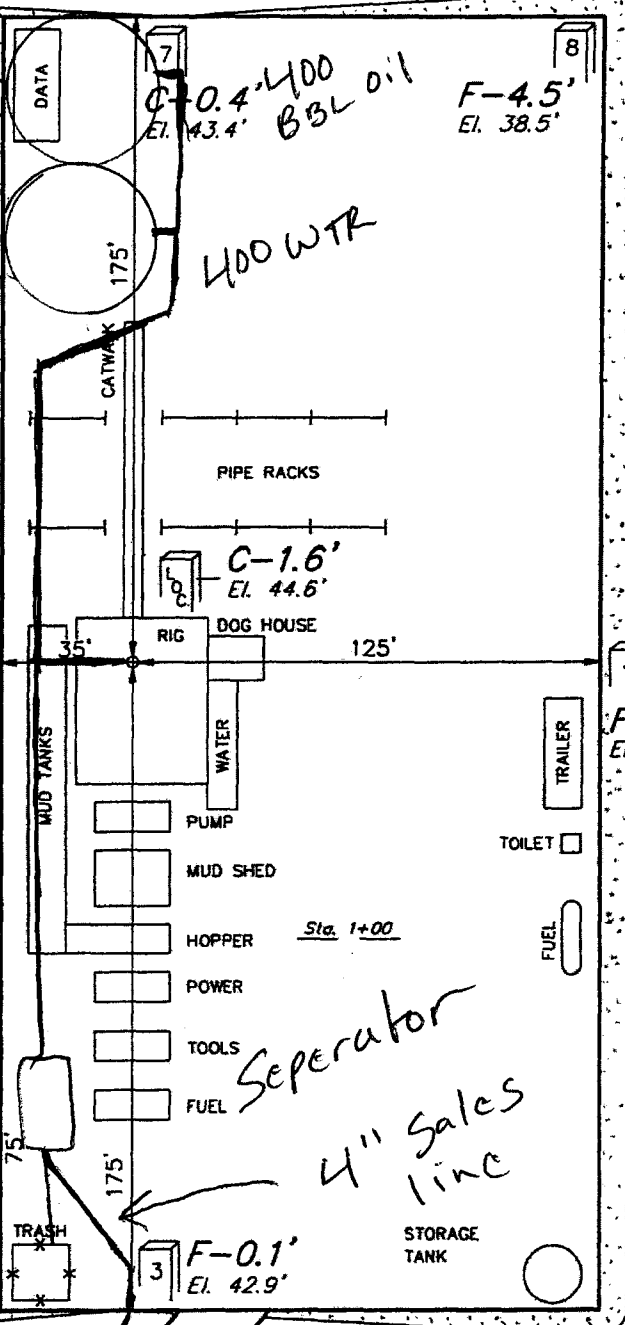 DATA
7
8
C-0.4'
El. 43.4'
400
BBL oil
F-4.5'
El. 38.5'
400 WTR
175'
CATWALK
PIPE RACKS
LOC.
C-1.6'
El. 44.6'
RIG
DOG HOUSE
35'
125'
MUD TANKS
WATER
TRAILER
F
El
PUMP
TOILET
MUD SHED
HOPPER
Sta. 1+00
FUEL
POWER
TOOLS
Seperator
FUEL
75'
175'
4" Sales
line
TRASH
3
F-0.1'
El. 42.9'
STORAGE
TANK